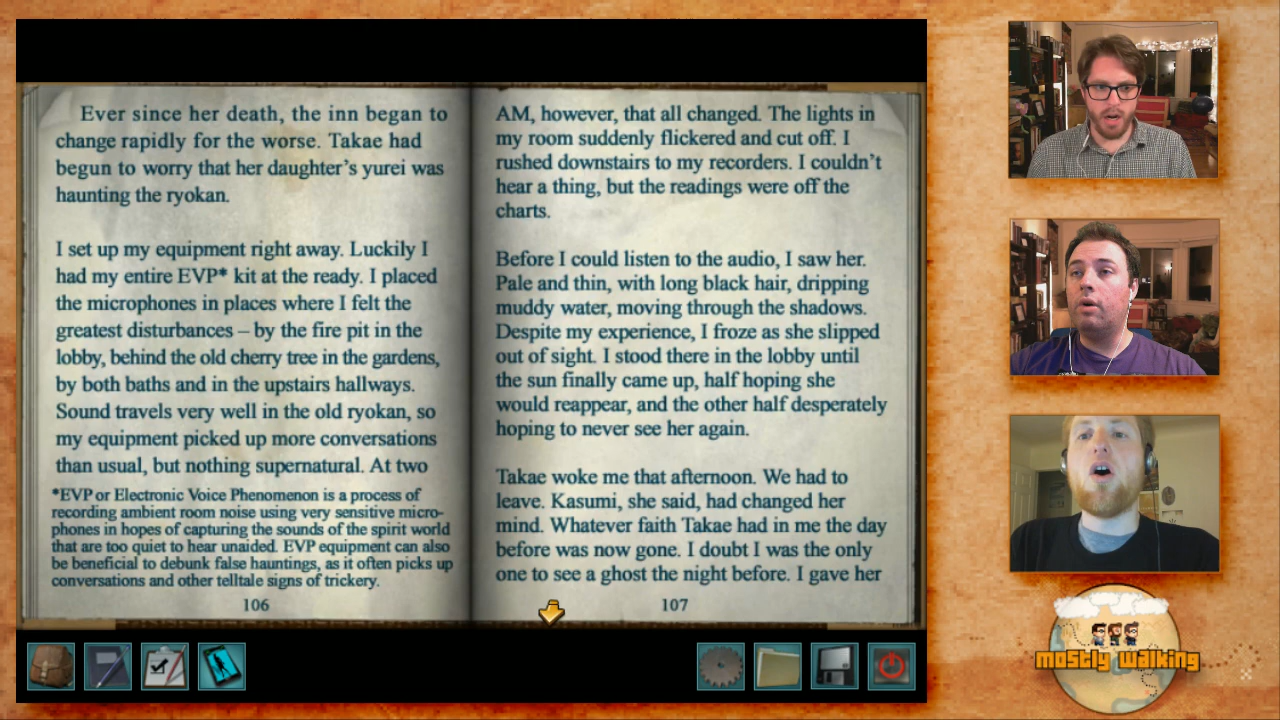 Ever since her death, the inn began to
change rapidly for the worse. Takae had
begun to worry that her daughter's yurei was
haunting the ryokan.
I set up my equipment right away. Luckily I
had my entire EVP* kit at the ready. I placed
the microphones in places where I felt the
greatest disturbances – by the fire pit in the
lobby, behind the old cherry tree in the gardens,
by both baths and in the upstairs hallways.
Sound travels very well in the old ryokan, so
my equipment picked up more conversations
than usual, but nothing supernatural. At two
*EVP or Electronic Voice Phenomenon is a process of
recording ambient room noise using very sensitive micro-
phones in hopes of capturing the sounds of the spirit world
that are too quiet to hear unaided. EVP equipment can also
be beneficial to debunk false hauntings, as it often picks up
conversations and other telltale signs of trickery.
106
AM, however, that all changed. The lights in
my room suddenly flickered and cut off. I
rushed downstairs to my recorders. I couldn't
hear a thing, but the readings were off the
charts.
Before I could listen to the audio, I saw her.
Pale and thin, with long black hair, dripping
muddy water, moving through the shadows.
Despite my experience, I froze as she slipped
out of sight. I stood there in the lobby until
the sun finally came up, half hoping she
would reappear, and the other half desperately
hoping to never see her again.
Takae woke me that afternoon. We had to
leave. Kasumi, she said, had changed her
mind. Whatever faith Takae had in me the day
before was now gone. I doubt I was the only
one to see a ghost the night before. I gave her
107
mostly walking